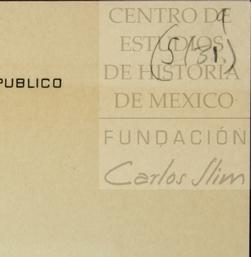 CENTRO DE
ESTUDIOS
DE HISTORIA
DE MEXICO
PUBLICO
FUNDACIÓN
Carlos Slim